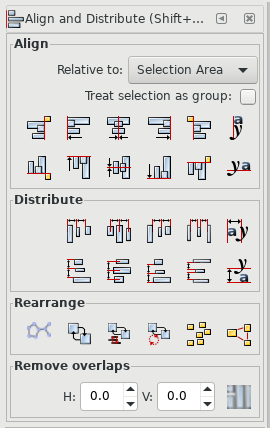 Align and Distribute (Shift+...
Align
Relative to: Selection Area
Treat selection as group:
Distribute
Rearrange
Remove overlaps
H: 0.0 V: 0.0